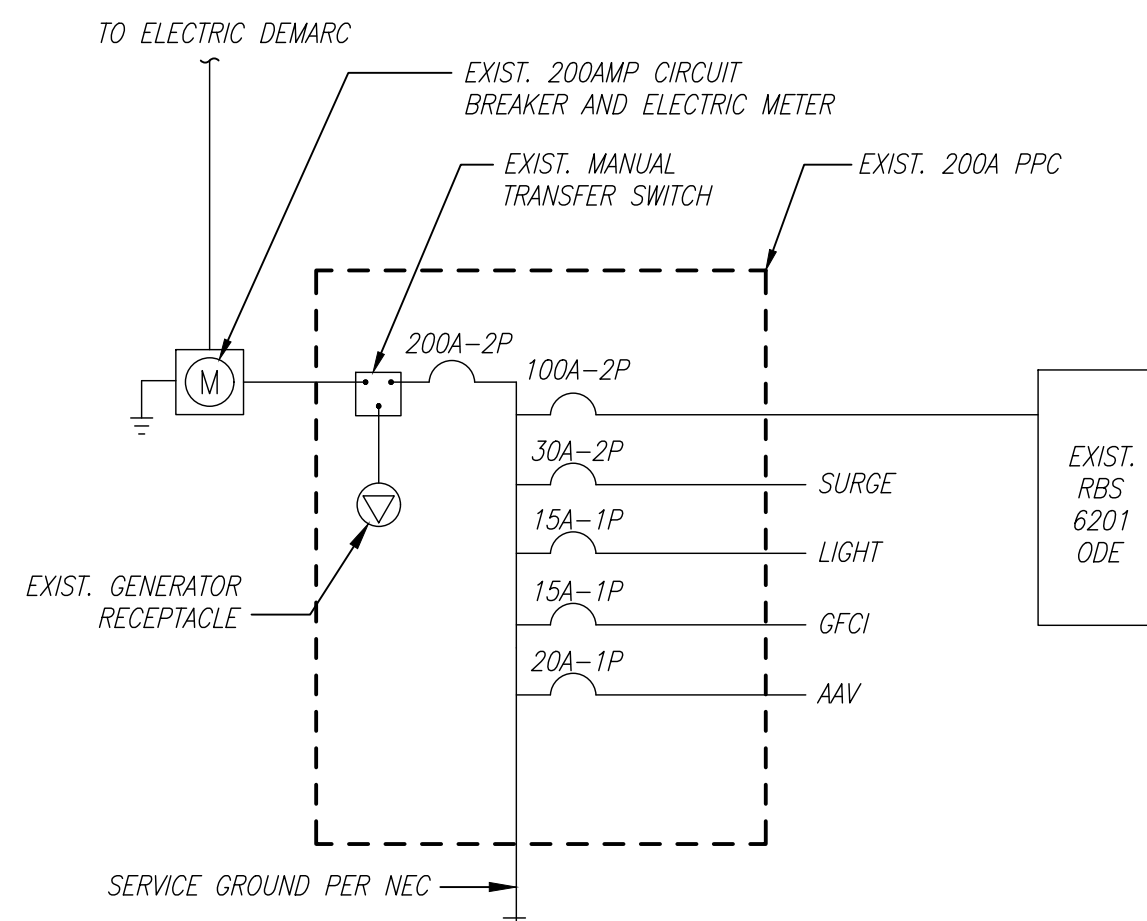 TO ELECTRIC DEMARC
EXIST. 200AMP CIRCUIT
BREAKER AND ELECTRIC METER
EXIST. MANUAL
TRANSFER SWITCH
EXIST. 200A PPC
200A-2P
100A-2P
M
30A-2P
SURGE
15A-1P
LIGHT
15A-1P
GFCI
20A-1P
AAV
EXIST.
RBS
6201
ODE
EXIST. GENERATOR
RECEPTACLE
SERVICE GROUND PER NEC